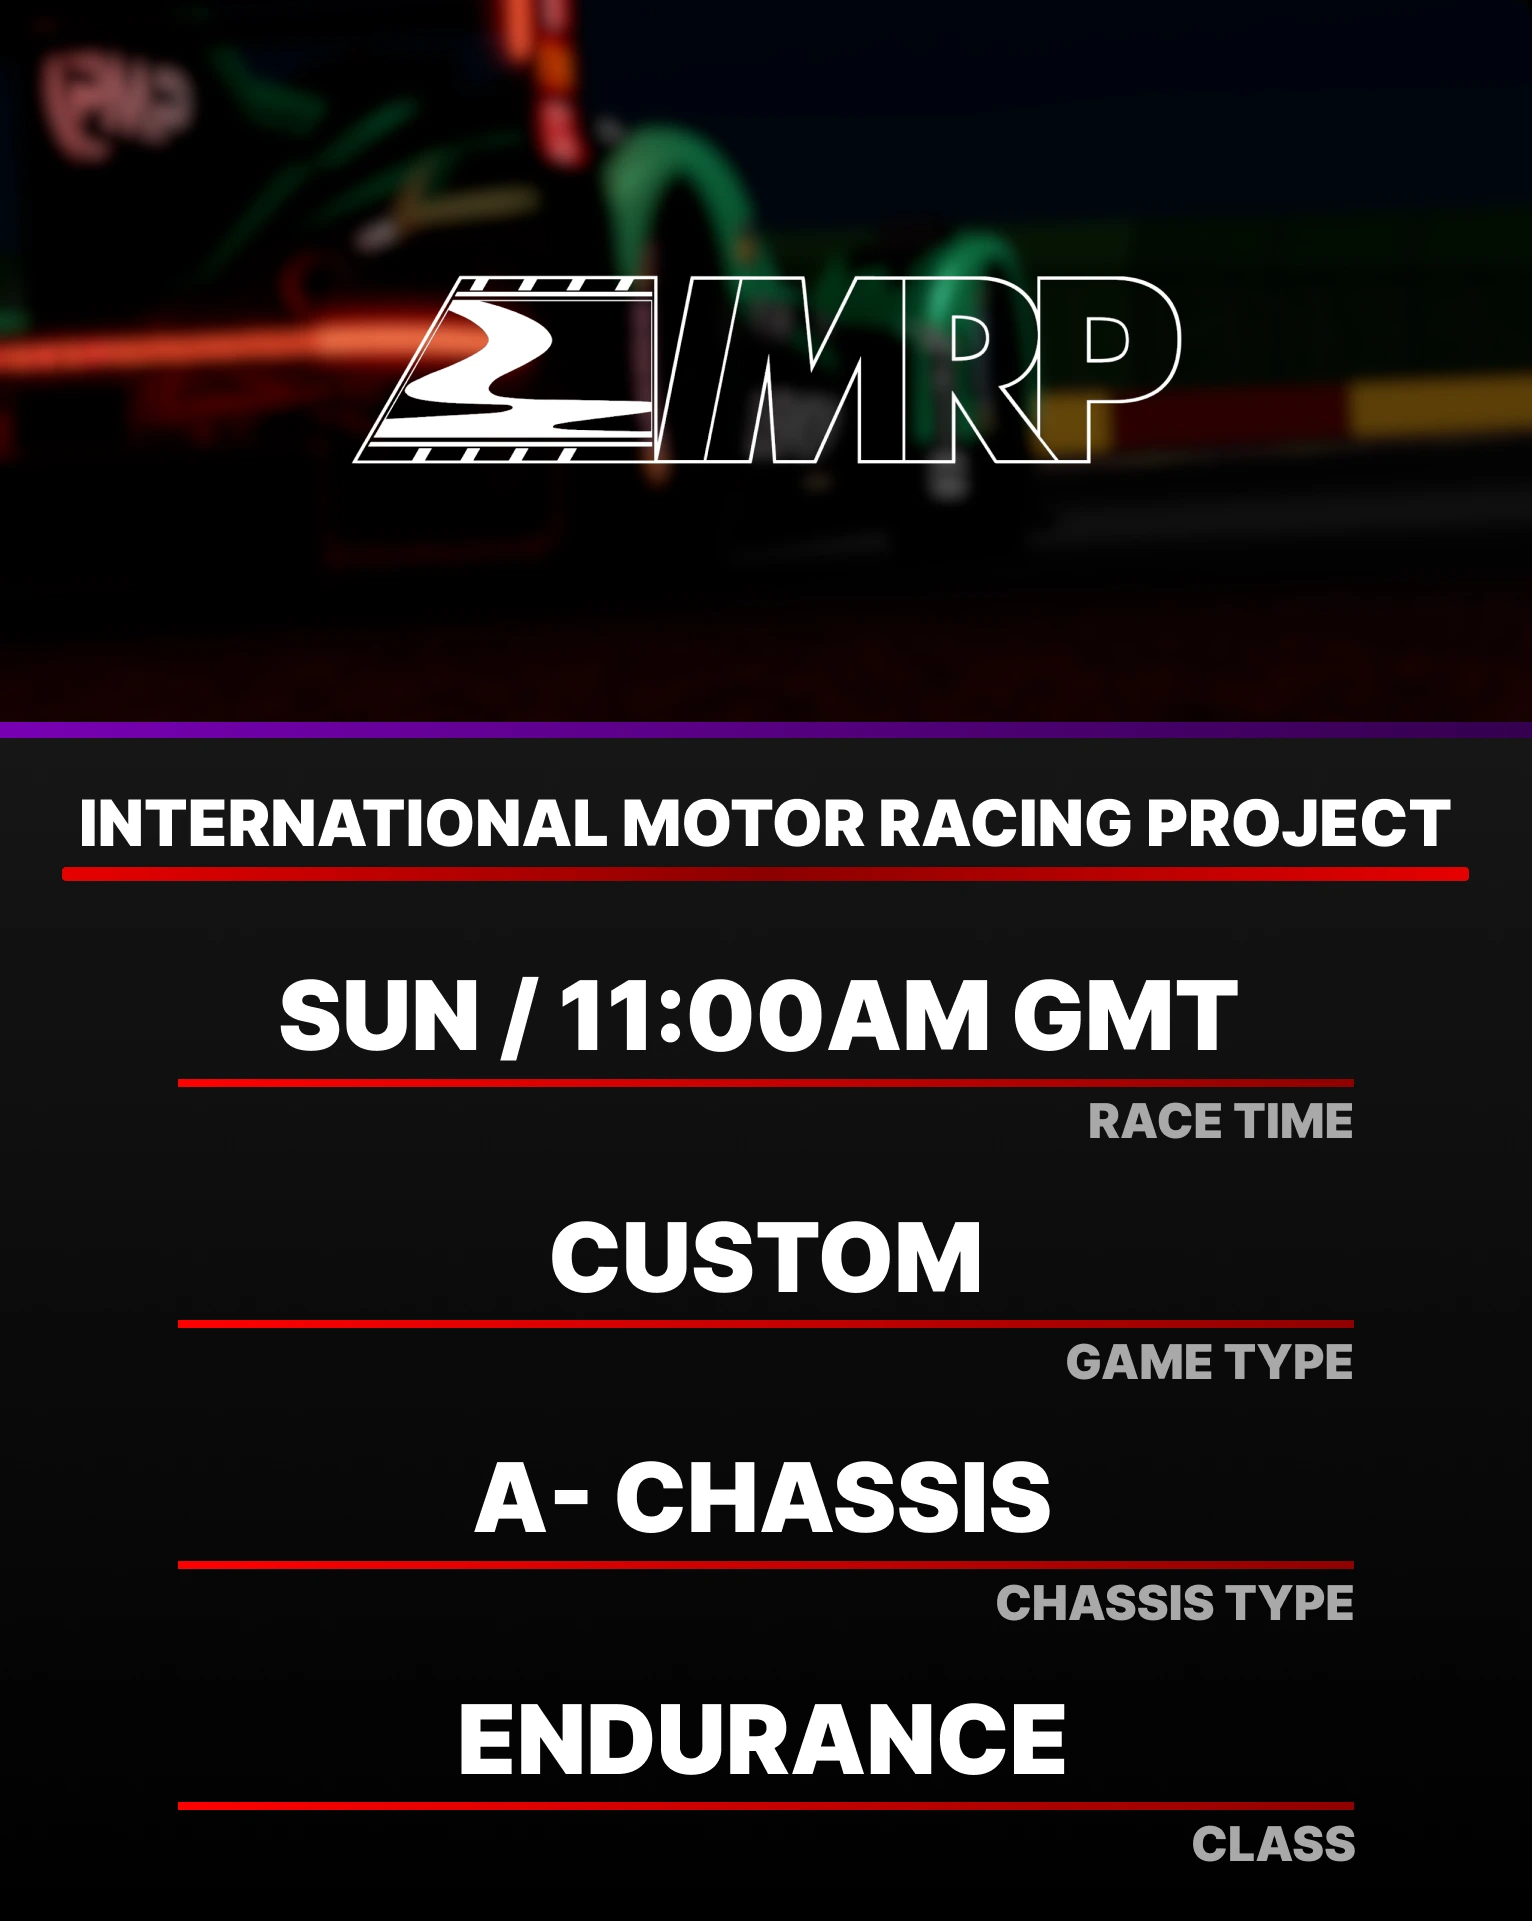 IMRP
INTERNATIONAL MOTOR RACING PROJECT
SUN / 11:00AM GMT
RACE TIME
CUSTOM
GAME TYPE
A- CHASSIS
CHASSIS TYPE
ENDURANCE
CLASS